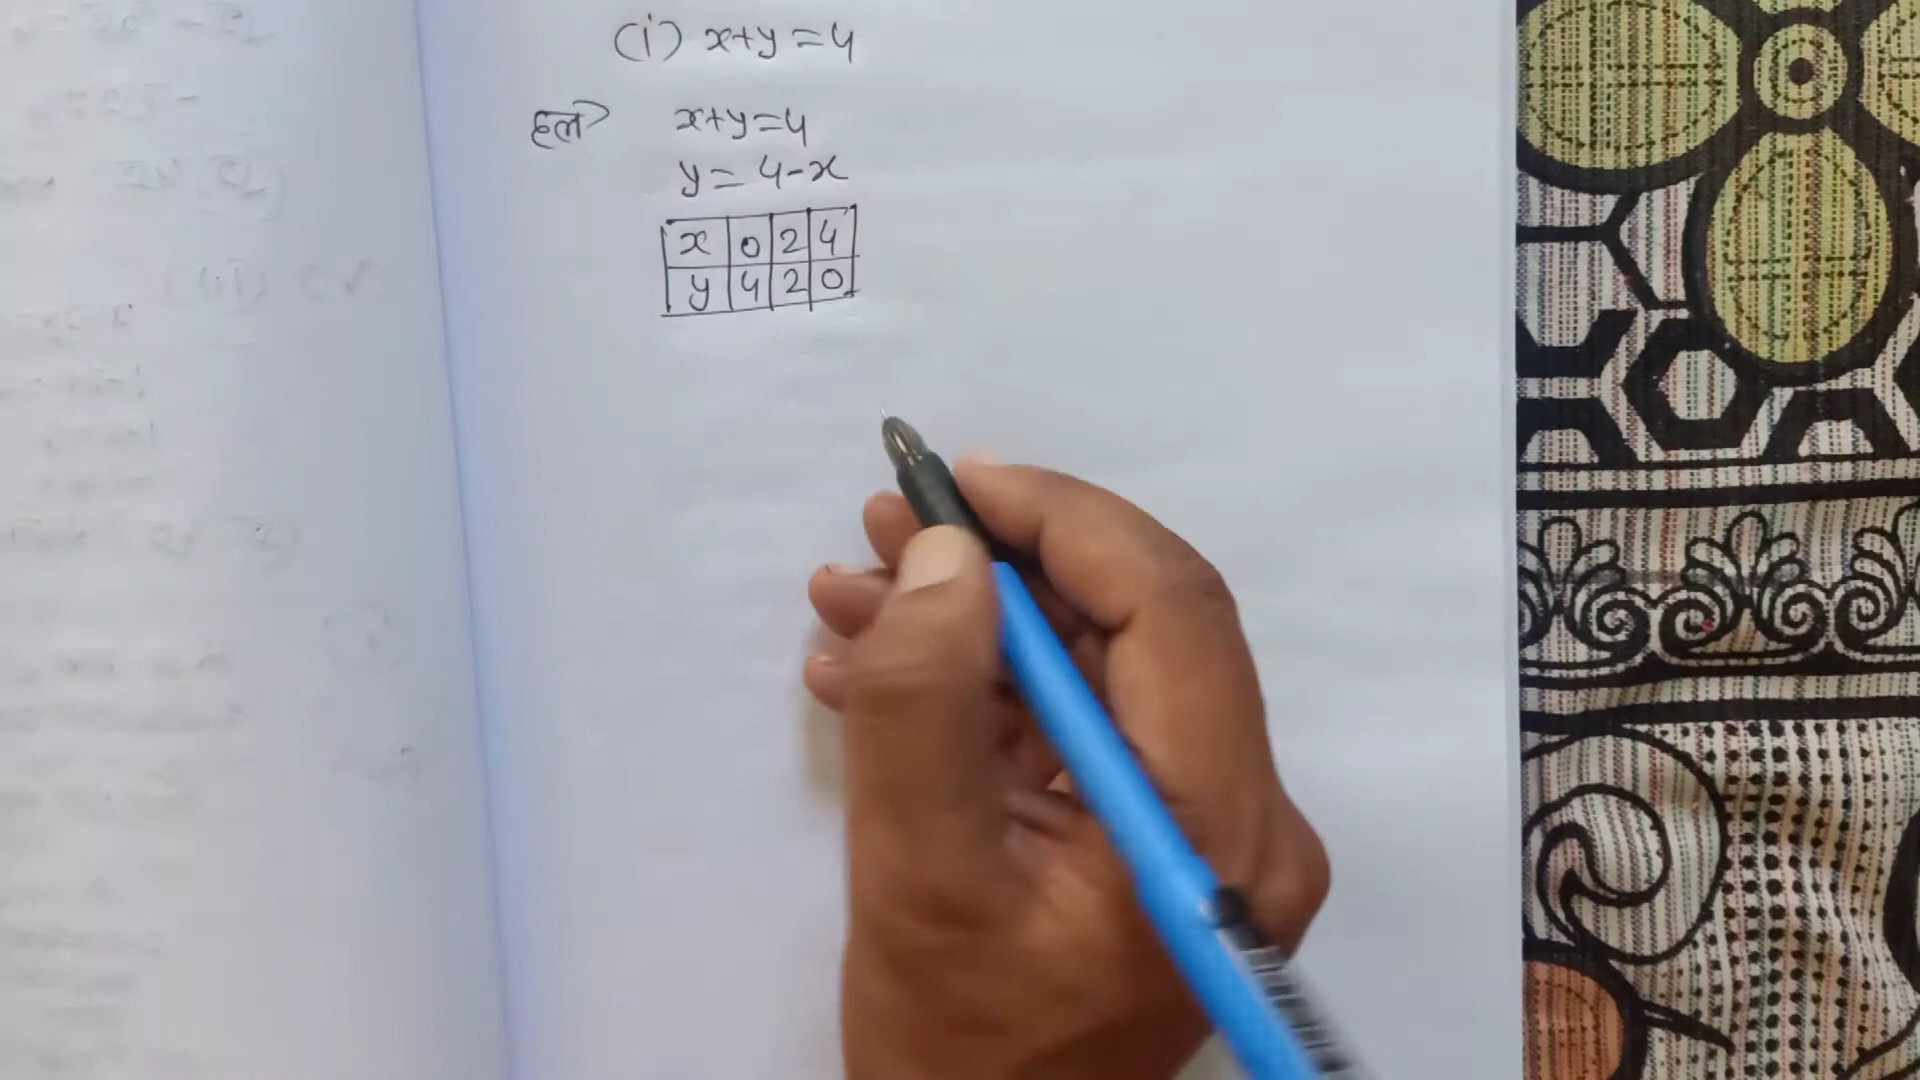 (i) x+y=4
हल> x+y=4
y=4-x
x 0 2 4
y 4 2 0